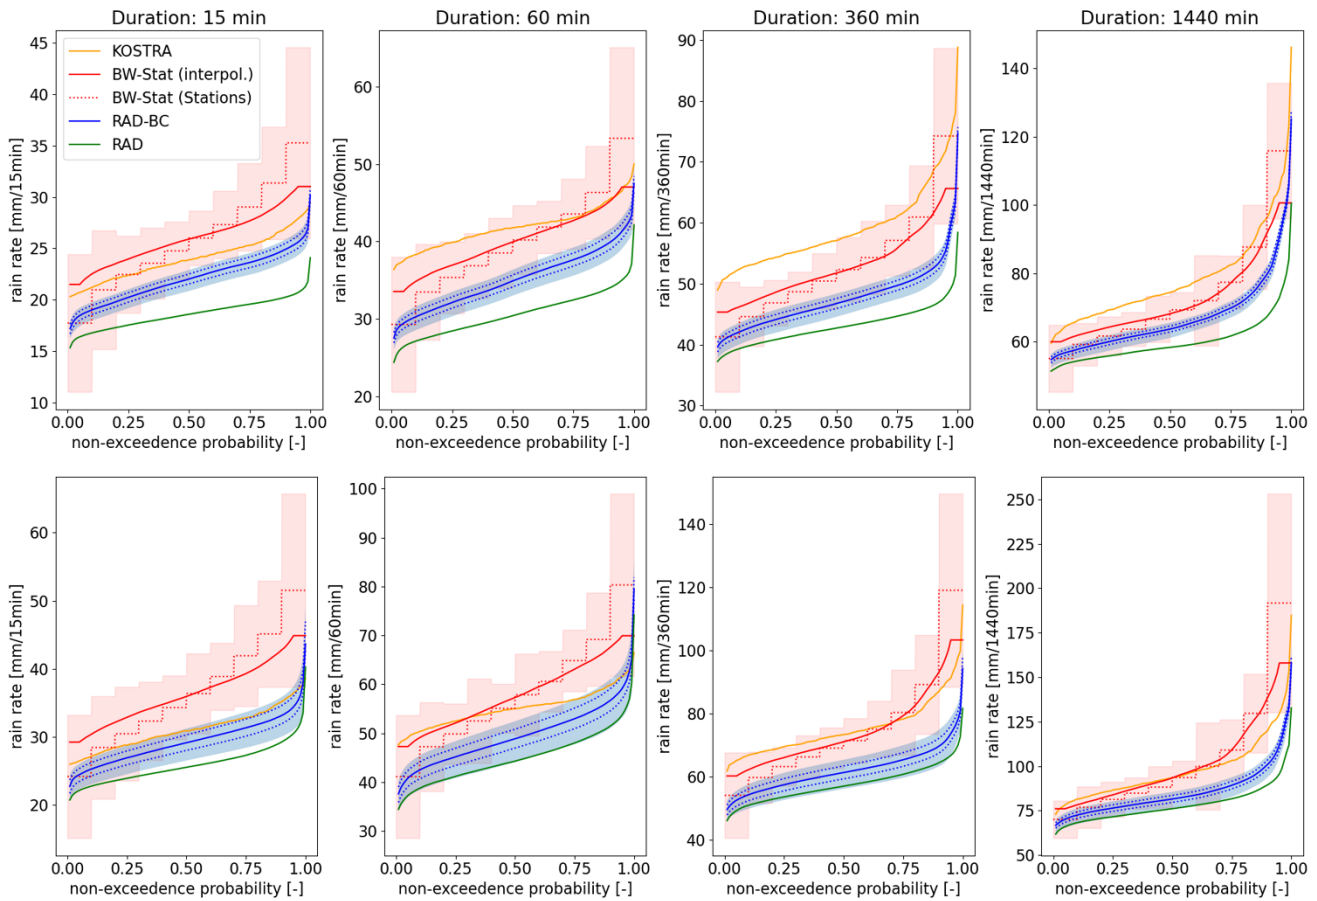 Duration: 15 min
Duration: 60 min
Duration: 360 min
Duration: 1440 min
KOSTRA
BW-Stat (interpol.)
BW-Stat (Stations)
RAD-BC
RAD
rain rate [mm/15min]
45
40
35
30
25
20
15
10
0.00 0.25 0.50 0.75 1.00
non-exceedence probability [-]
rain rate [mm/60min]
60
50
40
30
20
0.00 0.25 0.50 0.75 1.00
non-exceedence probability [-]
rain rate [mm/360min]
90
80
70
60
50
40
30
0.00 0.25 0.50 0.75 1.00
non-exceedence probability [-]
rain rate [mm/1440min]
140
120
100
80
60
0.00 0.25 0.50 0.75 1.00
non-exceedence probability [-]
rain rate [mm/15min]
60
50
40
30
20
0.00 0.25 0.50 0.75 1.00
non-exceedence probability [-]
rain rate [mm/60min]
100
90
80
70
60
50
40
30
0.00 0.25 0.50 0.75 1.00
non-exceedence probability [-]
rain rate [mm/360min]
140
120
100
80
60
40
0.00 0.25 0.50 0.75 1.00
non-exceedence probability [-]
rain rate [mm/1440min]
250
225
200
175
150
125
100
75
50
0.00 0.25 0.50 0.75 1.00
non-exceedence probability [-]